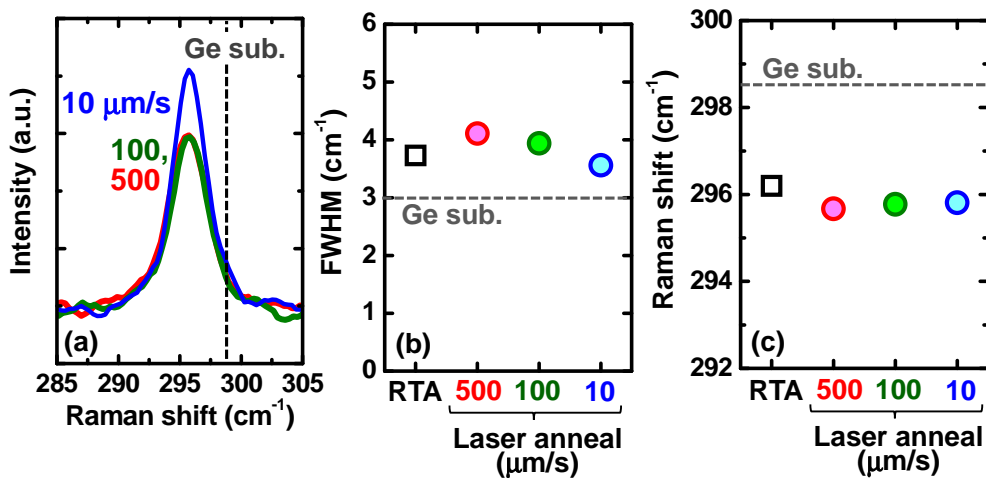 Intensity (a.u.)
Ge sub.
10 μm/s
100,
500
(a)
285 290 295 300 305
Raman shift (cm-1)
FWHM (cm-1)
6
5
4
3
2
1
0
Ge sub.
(b)
RTA 500 100 10
Laser anneal
(μm/s)
Raman shift (cm-1)
300
298
296
294
292
Ge sub.
(c)
RTA 500 100 10
Laser anneal
(μm/s)